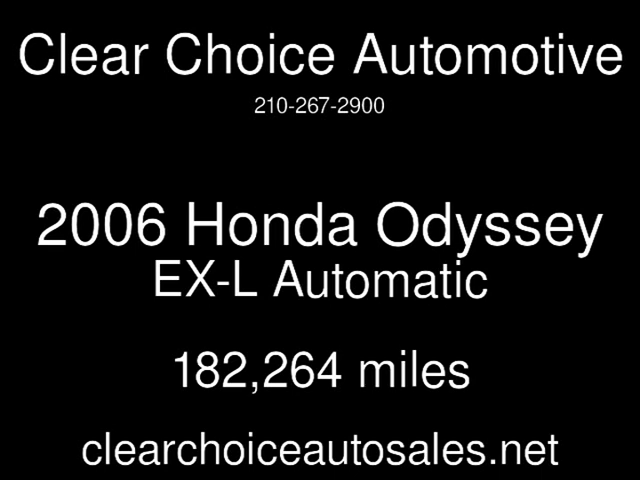 Clear Choice Automotive
210-267-2900
2006 Honda Odyssey
EX-L Automatic
182,264 miles
clearchoiceautosales.net